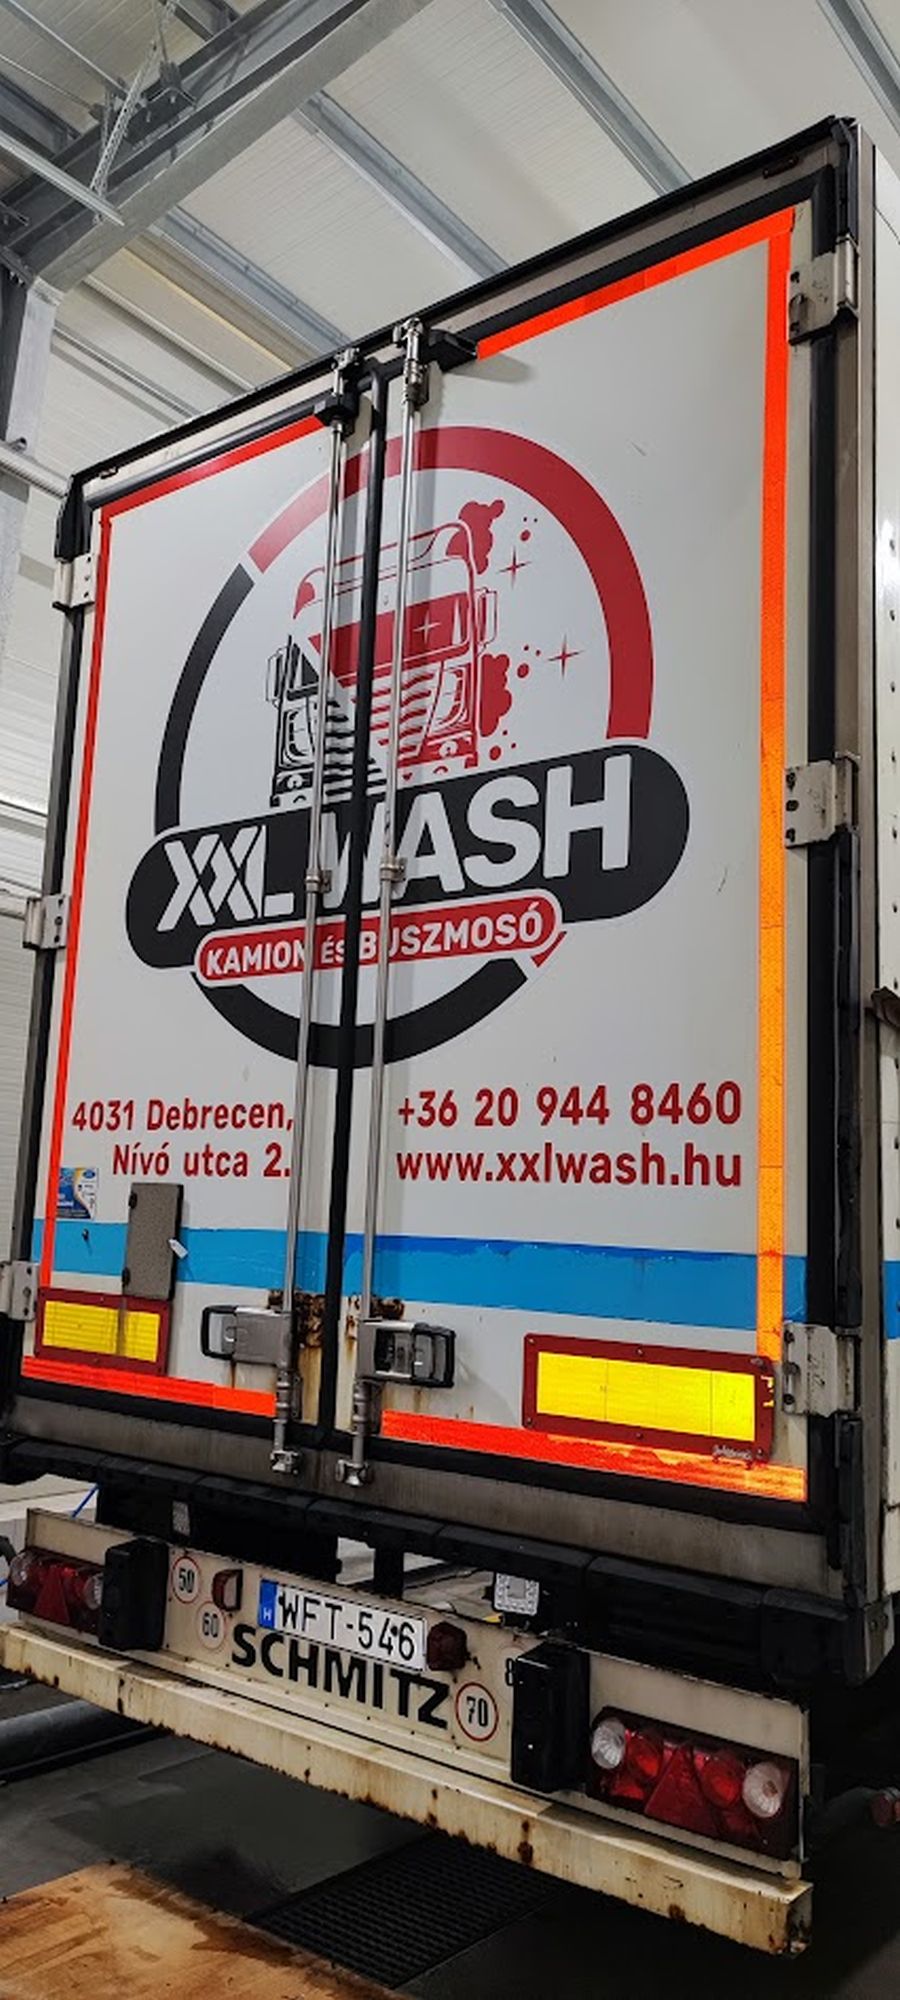 XXL WASH
KAMION ÉS BUSZMOSÓ
4031 Debrecen,
Nívó utca 2.
+36 20 944 8460
www.xxlwash.hu
50
60
H
WFT-546
SCHMITZ
70